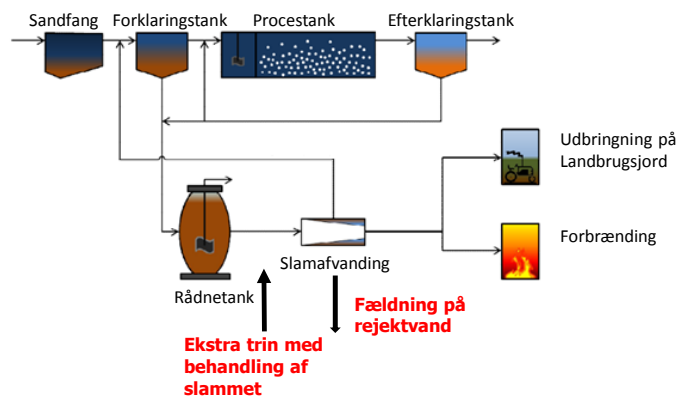 Sandfang
Forklaringstank
Procestank
Efterklaringstank
Udbringning på
Landbrugsjord
Forbrænding
Slamafvanding
Rådnetank
Fældning på
rejektvand
Ekstra trin med
behandling af
slammet